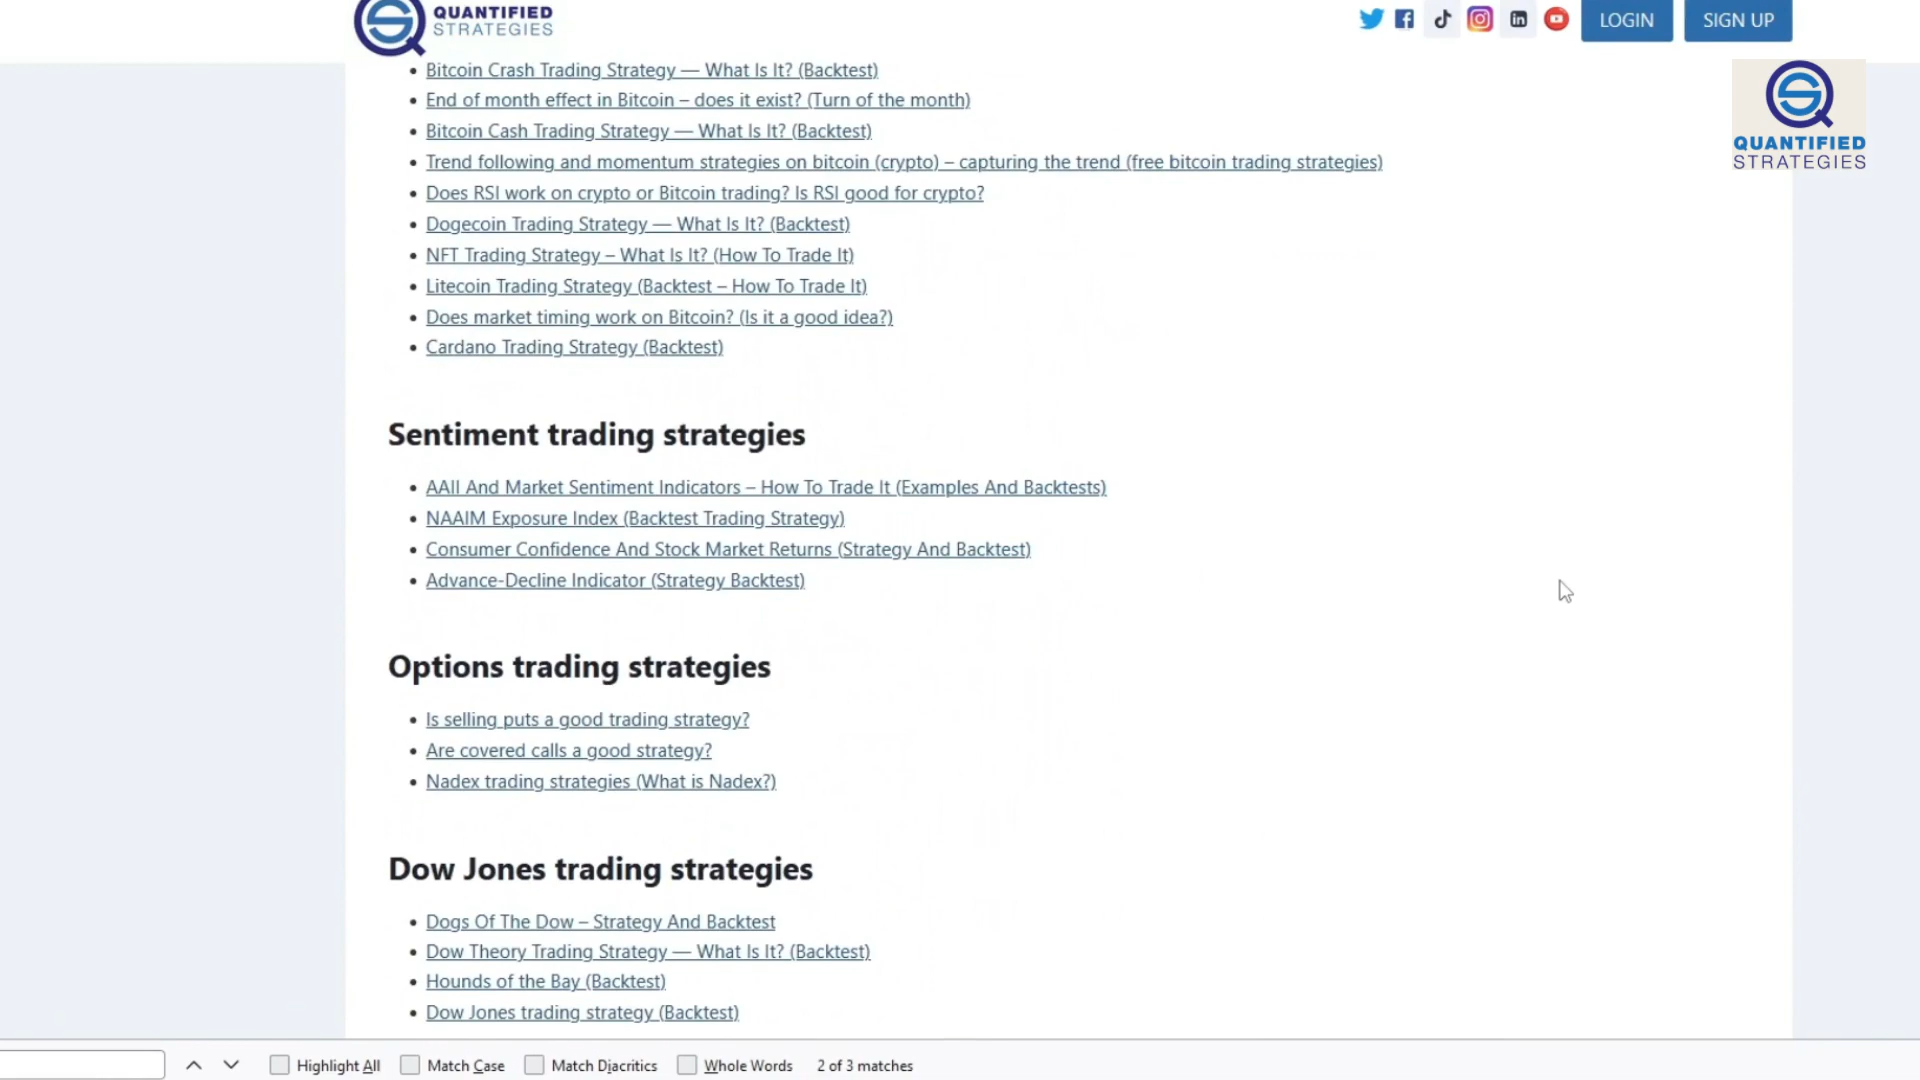 QUANTIFIED
STRATEGIES
LOGIN
SIGN UP
QUANTIFIED
STRATEGIES
Bitcoin Crash Trading Strategy — What Is It? (Backtest)
End of month effect in Bitcoin – does it exist? (Turn of the month)
Bitcoin Cash Trading Strategy — What Is It? (Backtest)
Trend following and momentum strategies on bitcoin (crypto) – capturing the trend (free bitcoin trading strategies)
Does RSI work on crypto or Bitcoin trading? Is RSI good for crypto?
Dogecoin Trading Strategy — What Is It? (Backtest)
NFT Trading Strategy – What Is It? (How To Trade It)
Litecoin Trading Strategy (Backtest – How To Trade It)
Does market timing work on Bitcoin? (Is it a good idea?)
Cardano Trading Strategy (Backtest)
Sentiment trading strategies
AAII And Market Sentiment Indicators – How To Trade It (Examples And Backtests)
NAAIM Exposure Index (Backtest Trading Strategy)
Consumer Confidence And Stock Market Returns (Strategy And Backtest)
Advance-Decline Indicator (Strategy Backtest)
Options trading strategies
Is selling puts a good trading strategy?
Are covered calls a good strategy?
Nadex trading strategies (What is Nadex?)
Dow Jones trading strategies
Dogs Of The Dow – Strategy And Backtest
Dow Theory Trading Strategy — What Is It? (Backtest)
Hounds of the Bay (Backtest)
Dow Jones trading strategy (Backtest)
Highlight All Match Case Match Diacritics Whole Words 2 of 3 matches